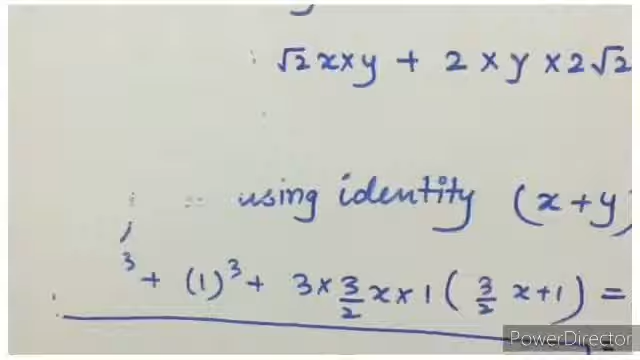 √2 x × y + 2 × y × 2√2
using identity (x+y)
3 + (1)³ + 3 × 3/2 x × 1 ( 3/2 x + 1 ) =
PowerDirector